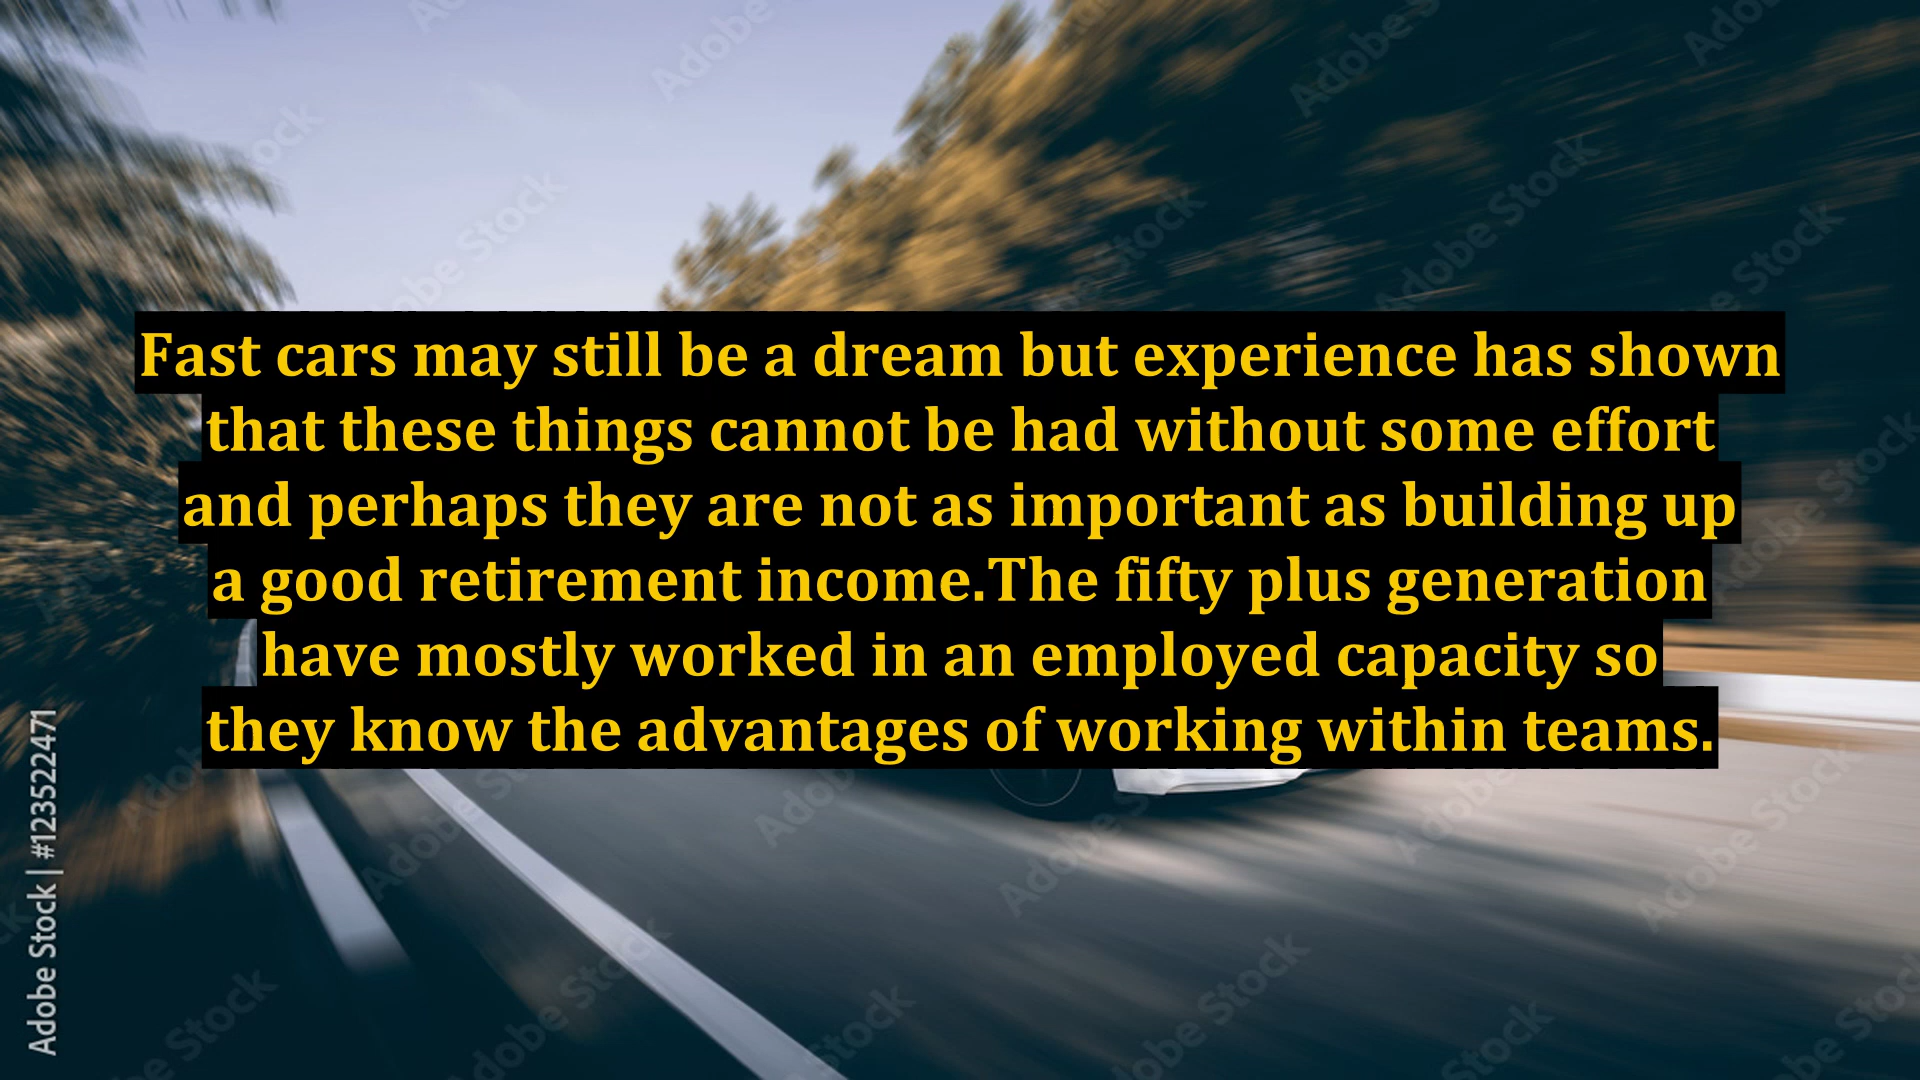 Fast cars may still be a dream but experience has shown
that these things cannot be had without some effort
and perhaps they are not as important as building up
a good retirement income.The fifty plus generation
have mostly worked in an employed capacity so
they know the advantages of working within teams.
Adobe Stock | #123522471
Adobe Stock